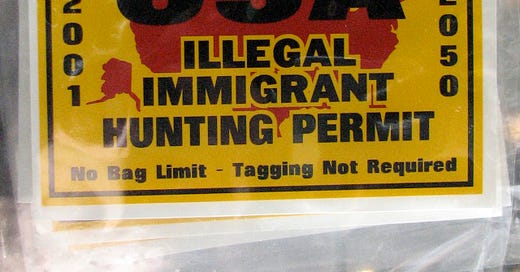 USA
2001
2050
ILLEGAL
IMMIGRANT
HUNTING PERMIT
No Bag Limit - Tagging Not Required